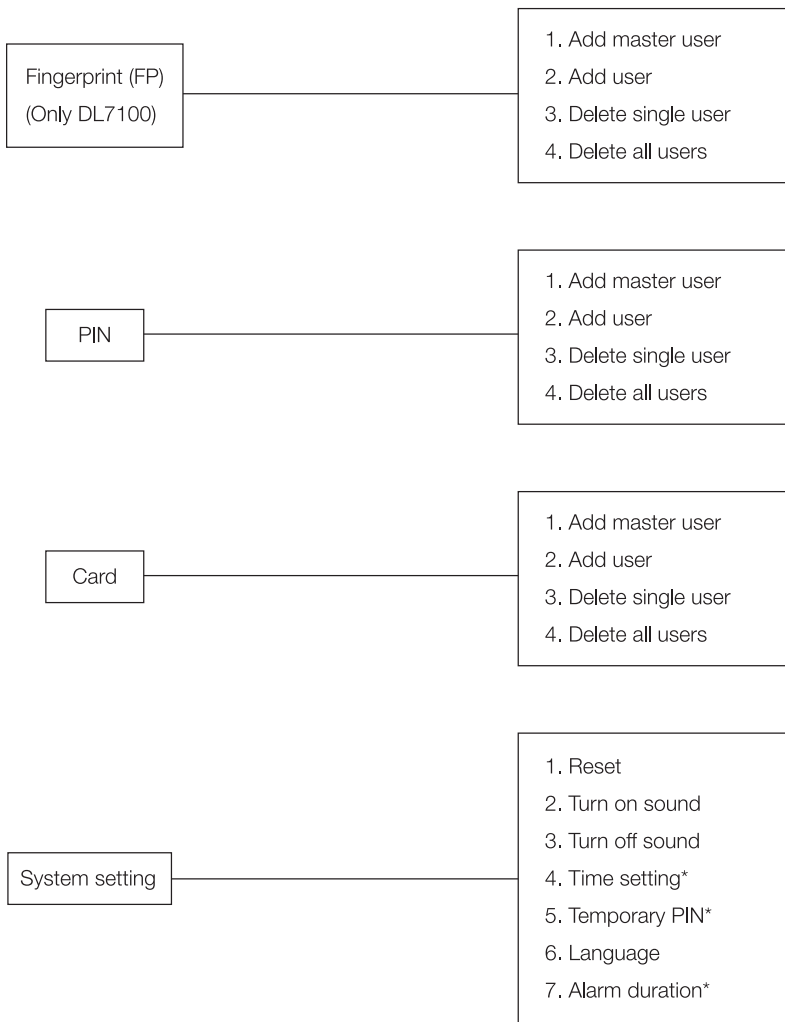 Fingerprint (FP)
(Only DL7100)
1. Add master user
2. Add user
3. Delete single user
4. Delete all users
PIN
1. Add master user
2. Add user
3. Delete single user
4. Delete all users
Card
1. Add master user
2. Add user
3. Delete single user
4. Delete all users
System setting
1. Reset
2. Turn on sound
3. Turn off sound
4. Time setting*
5. Temporary PIN*
6. Language
7. Alarm duration*